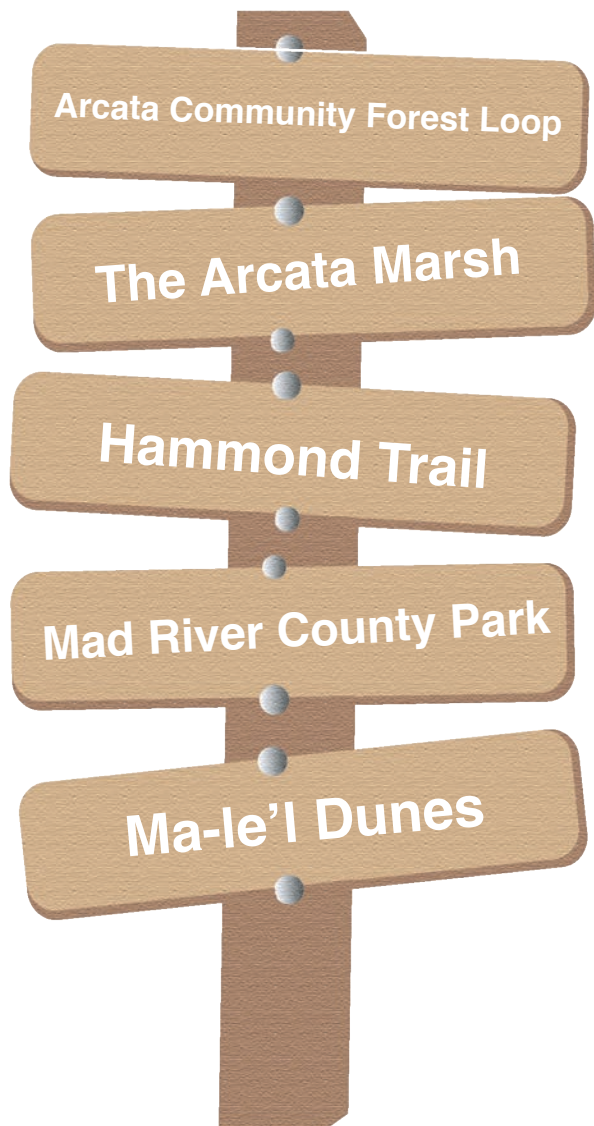 Arcata Community Forest Loop
The Arcata Marsh
Hammond Trail
Mad River County Park
Ma-le’l Dunes